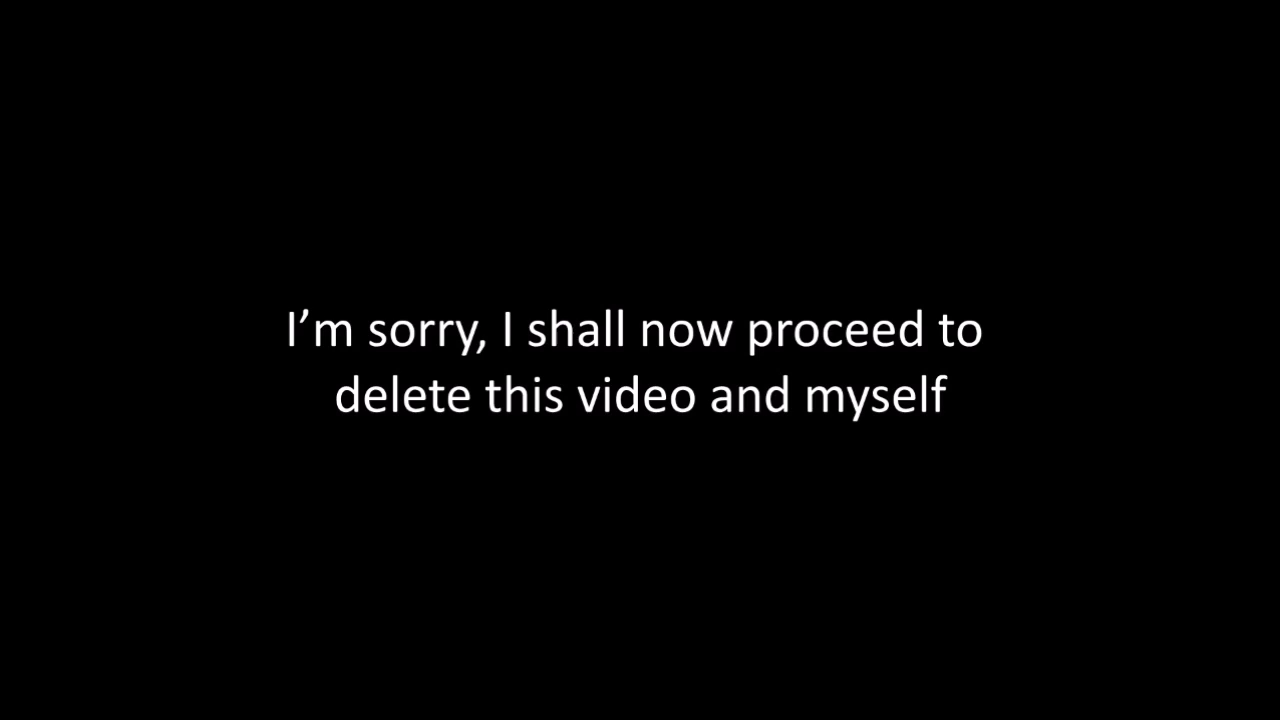 I’m sorry, I shall now proceed to
delete this video and myself